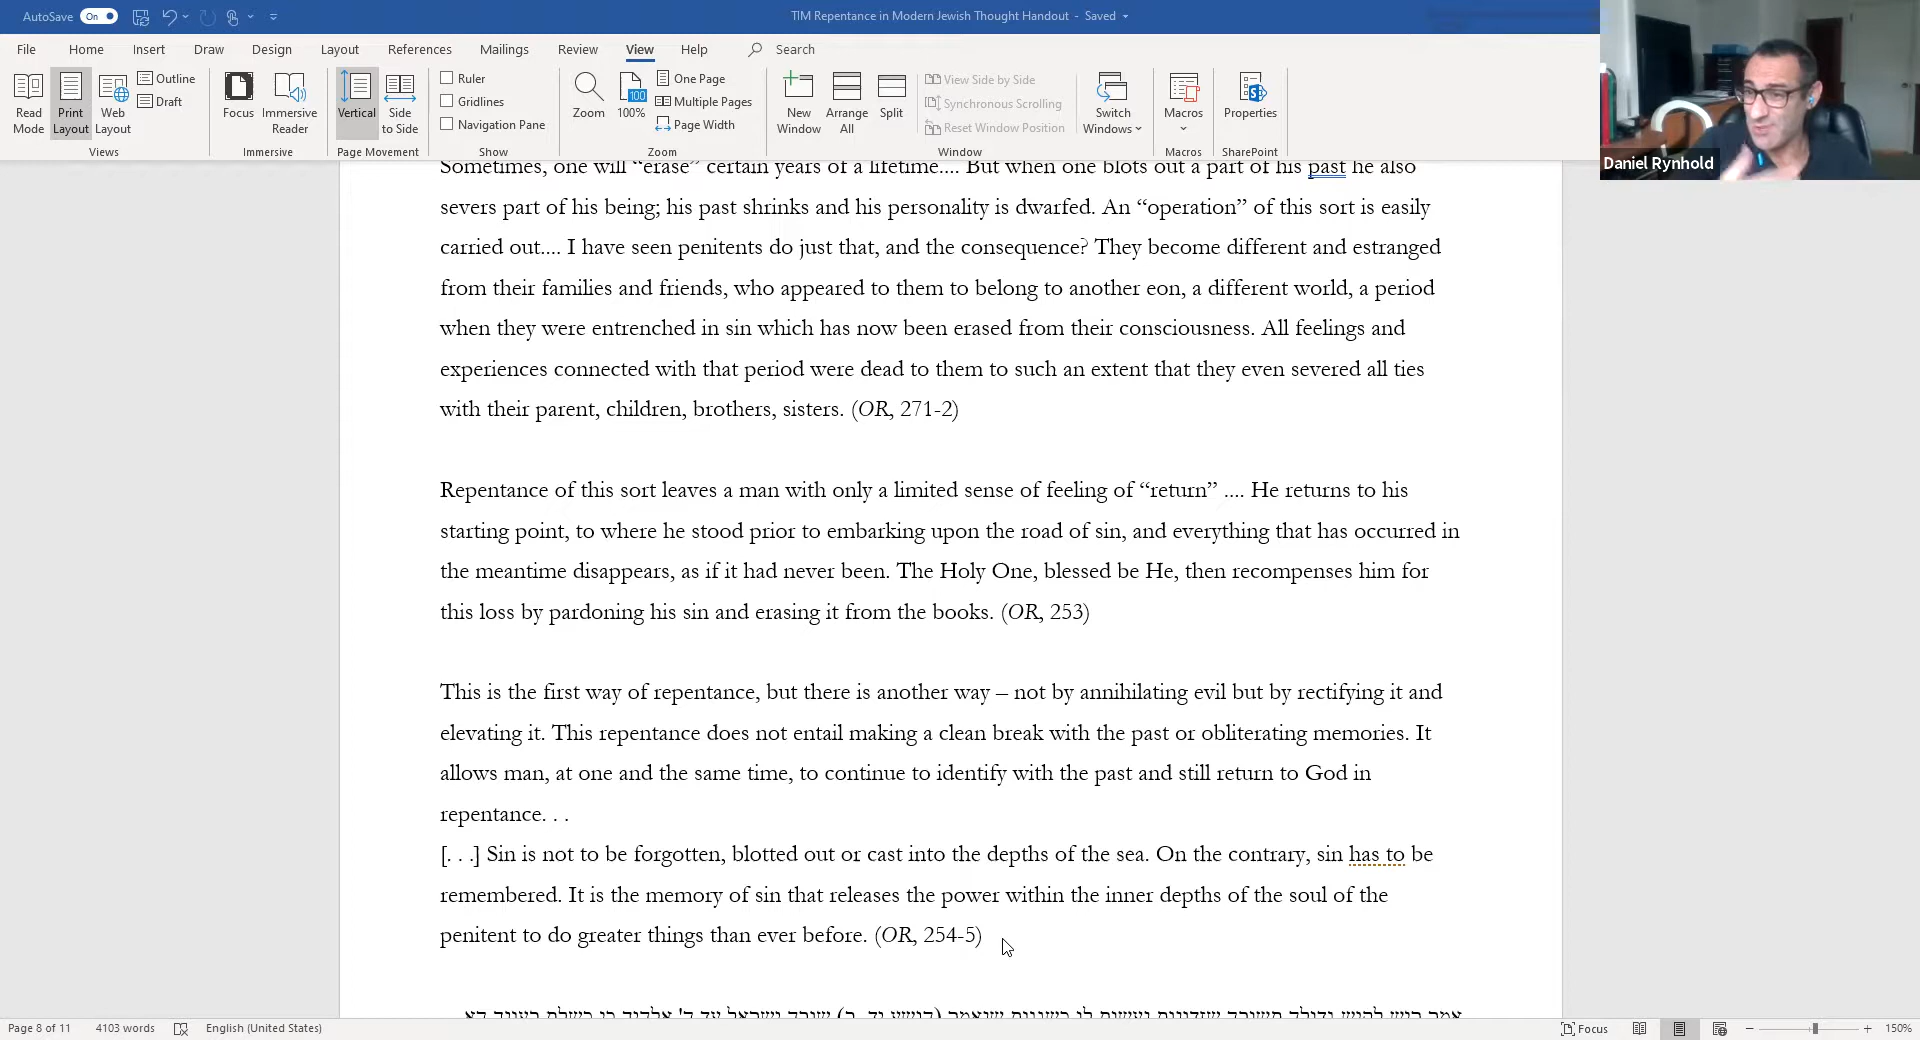 AutoSave On TIM Repentance in Modern Jewish Thought Handout - Saved
File Home Insert Draw Design Layout References Mailings Review View Help Search
Read Mode
Print Layout
Web Layout
Outline
Draft
Views
Focus
Immersive Reader
Immersive
Vertical
Side to Side
Page Movement
Ruler
Gridlines
Navigation Pane
Show
Zoom
100
100%
One Page
Multiple Pages
Page Width
Zoom
New Window
Arrange All
Split
View Side by Side
Synchronous Scrolling
Reset Window Position
Switch Windows
Window
Macros
Macros
Properties
SharePoint
Daniel Rynhold
Sometimes, one will “erase” certain years of a lifetime.... But when one blots out a part of his past he also
severs part of his being; his past shrinks and his personality is dwarfed. An “operation” of this sort is easily
carried out.... I have seen penitents do just that, and the consequence? They become different and estranged
from their families and friends, who appeared to them to belong to another eon, a different world, a period
when they were entrenched in sin which has now been erased from their consciousness. All feelings and
experiences connected with that period were dead to them to such an extent that they even severed all ties
with their parent, children, brothers, sisters. (OR, 271-2)
Repentance of this sort leaves a man with only a limited sense of feeling of “return” .... He returns to his
starting point, to where he stood prior to embarking upon the road of sin, and everything that has occurred in
the meantime disappears, as if it had never been. The Holy One, blessed be He, then recompenses him for
this loss by pardoning his sin and erasing it from the books. (OR, 253)
This is the first way of repentance, but there is another way – not by annihilating evil but by rectifying it and
elevating it. This repentance does not entail making a clean break with the past or obliterating memories. It
allows man, at one and the same time, to continue to identify with the past and still return to God in
repentance. . .
[. . .] Sin is not to be forgotten, blotted out or cast into the depths of the sea. On the contrary, sin has to be
remembered. It is the memory of sin that releases the power within the inner depths of the soul of the
penitent to do greater things than ever before. (OR, 254-5)
Page 8 of 11 4103 words English (United States) Focus 150%